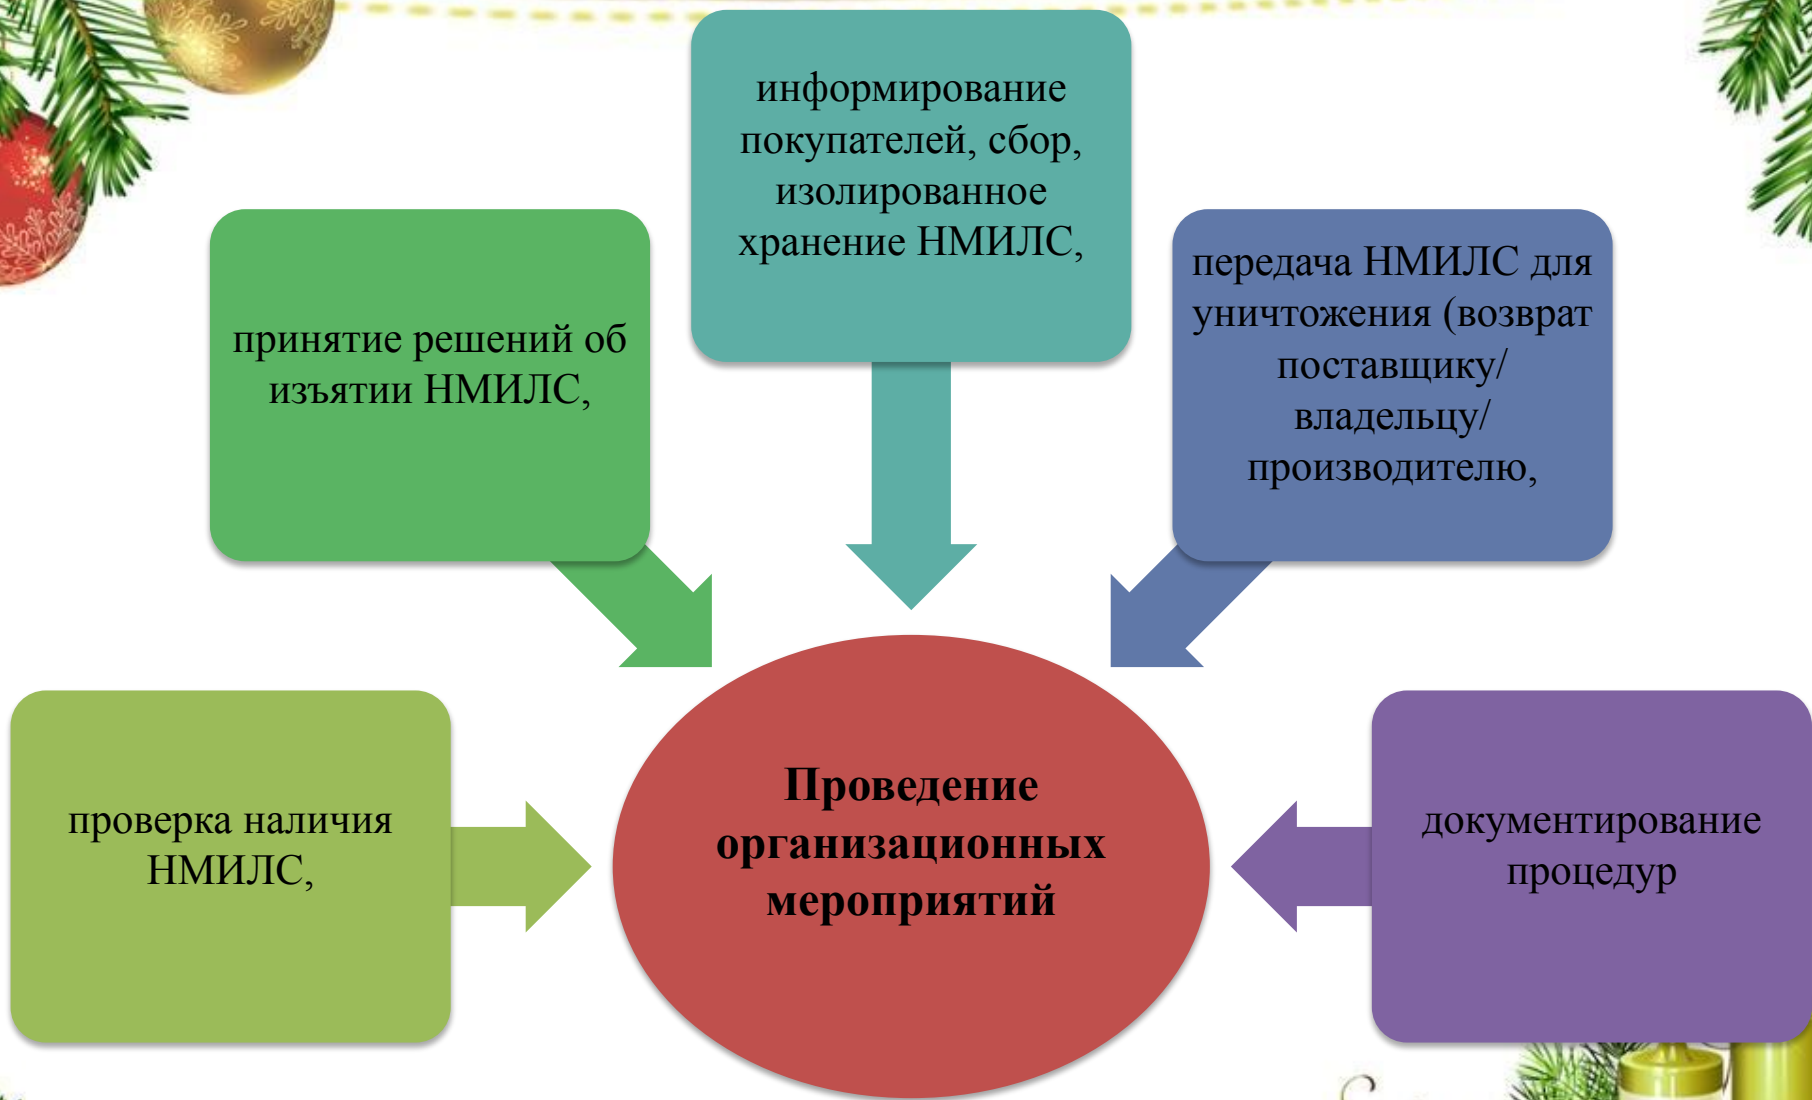 информирование
покупателей, сбор,
изолированное
хранение НМИЛС,
принятие решений об
изъятии НМИЛС,
передача НМИЛС для
уничтожения (возврат
поставщику/
владельцу/
производителю,
проверка наличия
НМИЛС,
Проведение
организационных
мероприятий
документирование
процедур